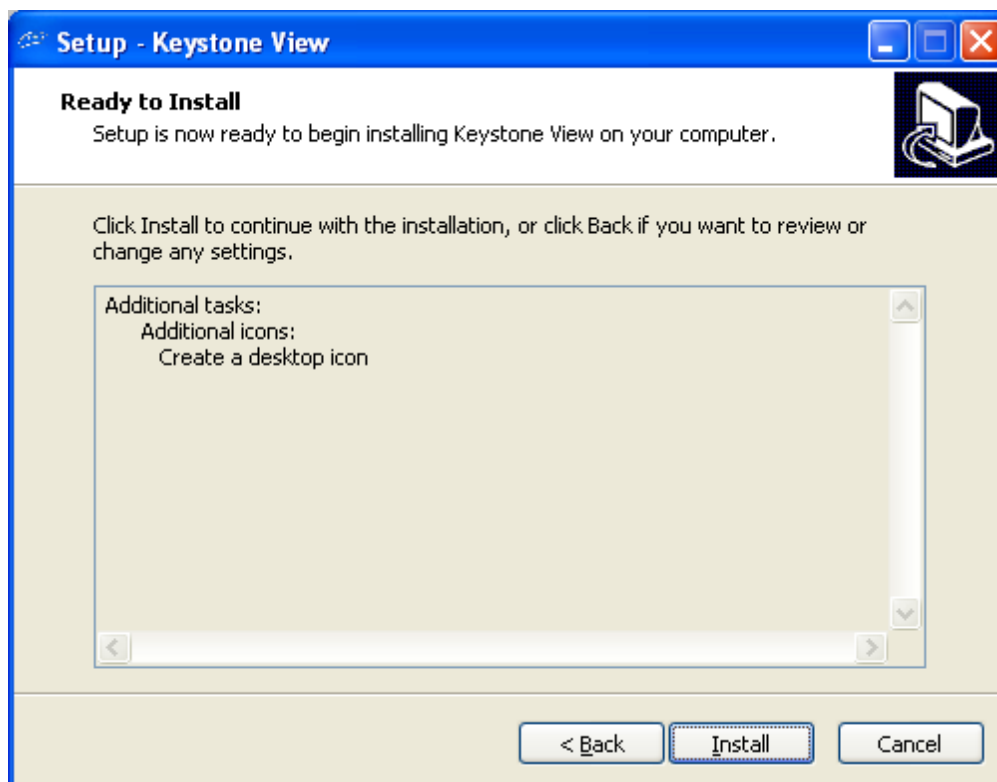 Setup - Keystone View
Ready to Install
Setup is now ready to begin installing Keystone View on your computer.
Click Install to continue with the installation, or click Back if you want to review or
change any settings.
Additional tasks:
Additional icons:
Create a desktop icon
< Back
Install
Cancel